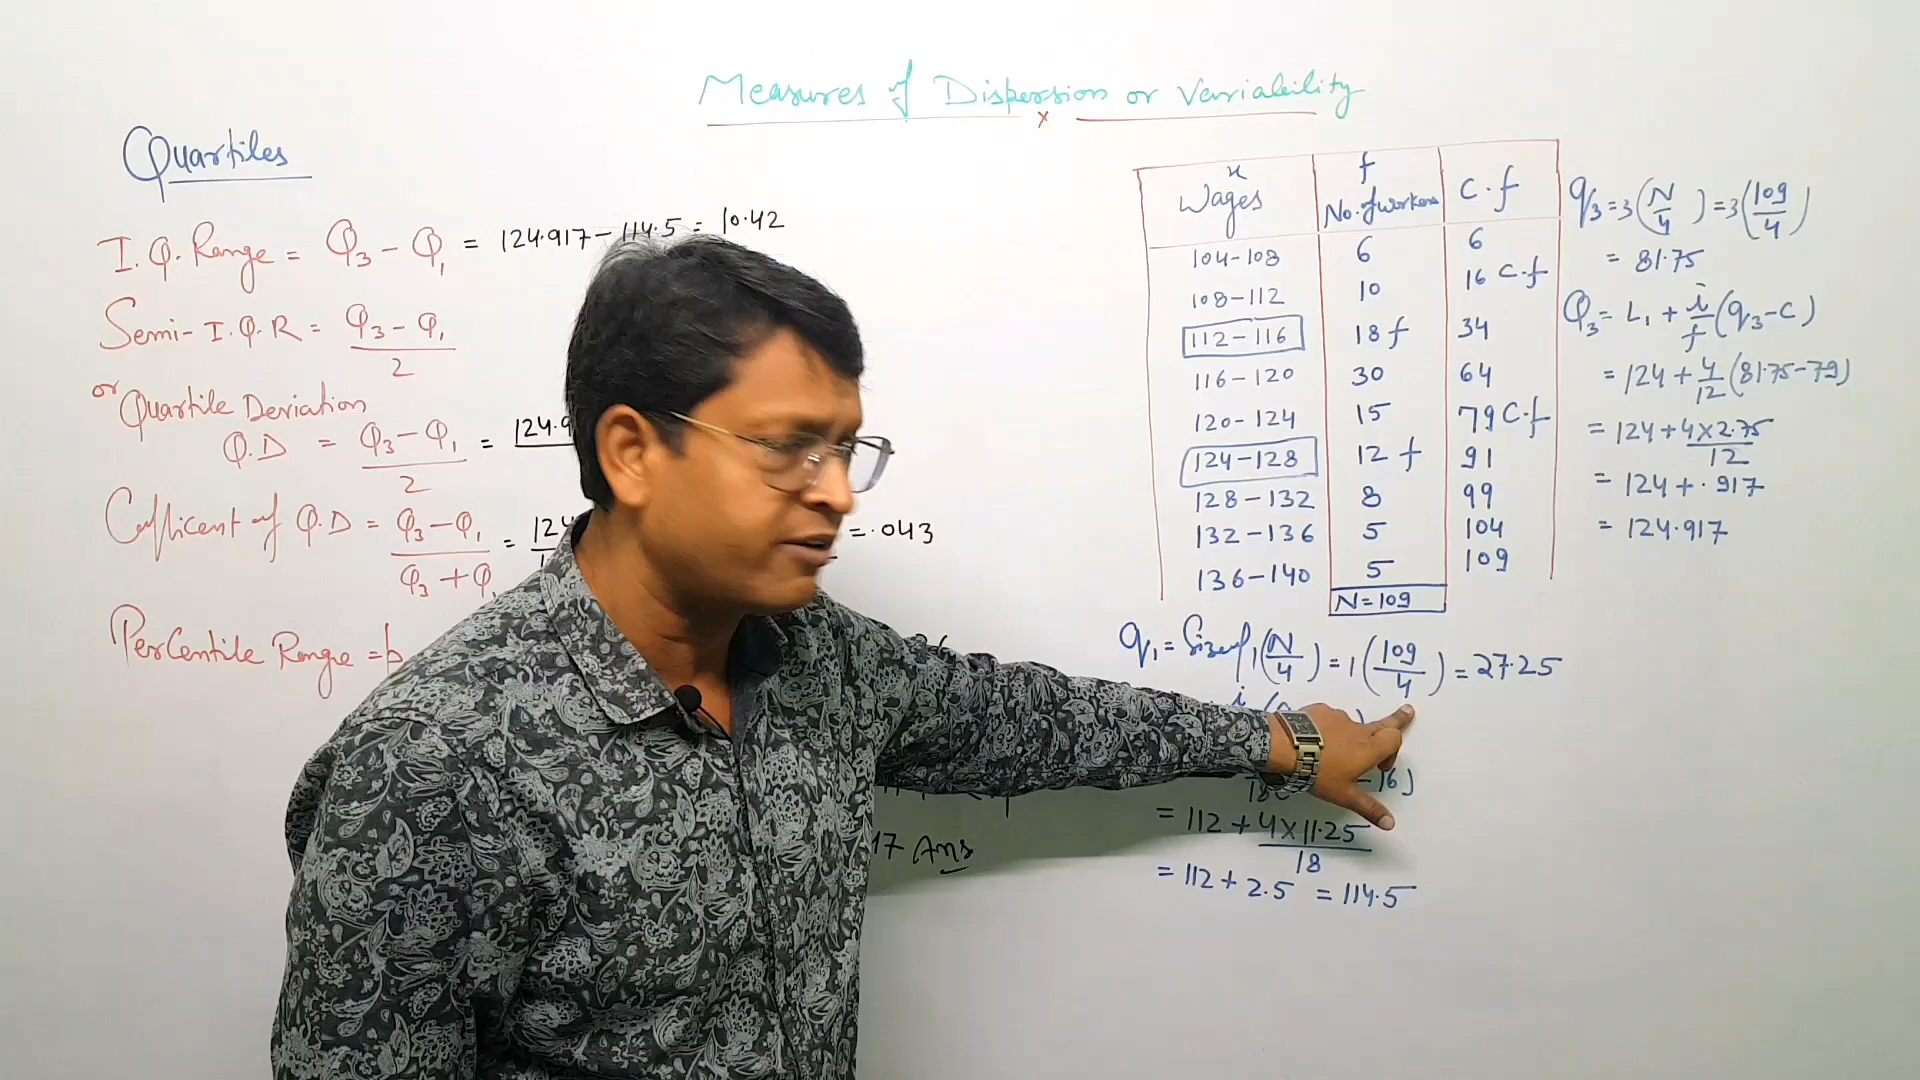 Measures of Dispersion or Variability
x
Quartiles
I.Q. Range = Q₃ - Q₁ = 124.917 - 114.5 = 10.42
Semi-I.Q.R = Q₃ - Q₁ / 2
or Quartile Deviation
Q.D = Q₃ - Q₁ / 2 = 124.9
Cofficent of Q.D = Q₃ - Q₁ / Q₃ + Q₁ = 124 = .043
Percentile Range = P
17 Ans
x Wages | f No. of workers | C.f
104-108 | 6 | 6
108-112 | 10 | 16 C.f
112-116 | 18 f | 34
116-120 | 30 | 64
120-124 | 15 | 79 C.f
124-128 | 12 f | 91
128-132 | 8 | 99
132-136 | 5 | 104
136-140 | 5 | 109
N=109
q₁ = Size of 1(N/4) = 1(109/4) = 27.25
i
-16)
= 112 + 4×11.25 / 18
= 112 + 2.5 = 114.5
q₃ = 3(N/4) = 3(109/4)
= 81.75
Q₃ = L₁ + i/f (q₃ - C)
= 124 + 4/12 (81.75 - 79)
= 124 + 4×2.75 / 12
= 124 + .917
= 124.917